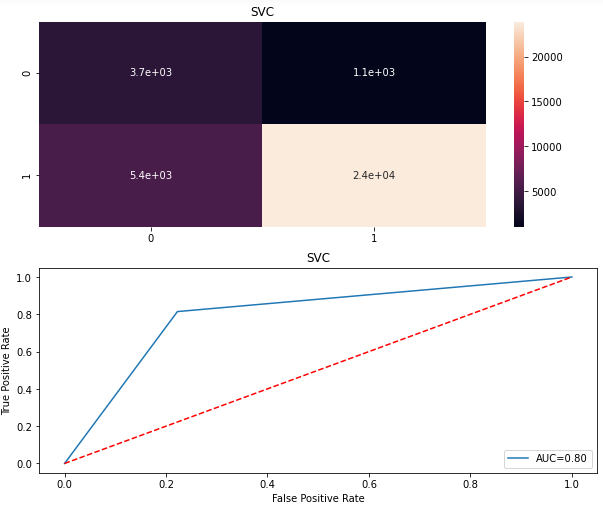 SVC
0
3.7e+03
1.1e+03
1
5.4e+03
2.4e+04
0
1
20000
15000
10000
5000
SVC
True Positive Rate
1.0
0.8
0.6
0.4
0.2
0.0
AUC=0.80
0.0
0.2
0.4
0.6
0.8
1.0
False Positive Rate